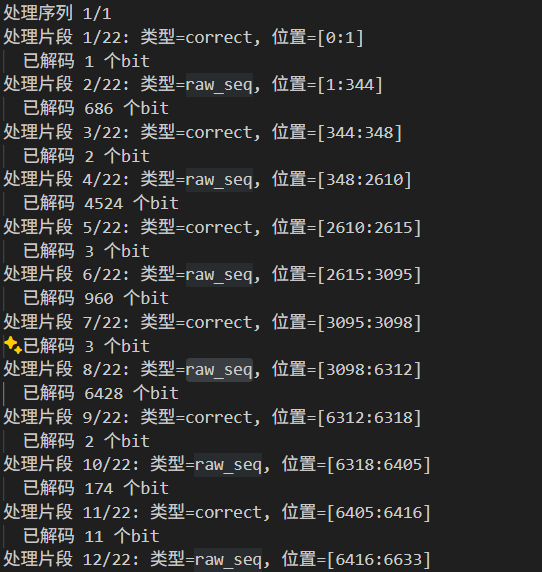 处理序列 1/1
处理片段 1/22: 类型=correct, 位置=[0:1]
已解码 1 个bit
处理片段 2/22: 类型=raw_seq, 位置=[1:344]
已解码 686 个bit
处理片段 3/22: 类型=correct, 位置=[344:348]
已解码 2 个bit
处理片段 4/22: 类型=raw_seq, 位置=[348:2610]
已解码 4524 个bit
处理片段 5/22: 类型=correct, 位置=[2610:2615]
已解码 3 个bit
处理片段 6/22: 类型=raw_seq, 位置=[2615:3095]
已解码 960 个bit
处理片段 7/22: 类型=correct, 位置=[3095:3098]
已解码 3 个bit
处理片段 8/22: 类型=raw_seq, 位置=[3098:6312]
已解码 6428 个bit
处理片段 9/22: 类型=correct, 位置=[6312:6318]
已解码 2 个bit
处理片段 10/22: 类型=raw_seq, 位置=[6318:6405]
已解码 174 个bit
处理片段 11/22: 类型=correct, 位置=[6405:6416]
已解码 11 个bit
处理片段 12/22: 类型=raw_seq, 位置=[6416:6633]